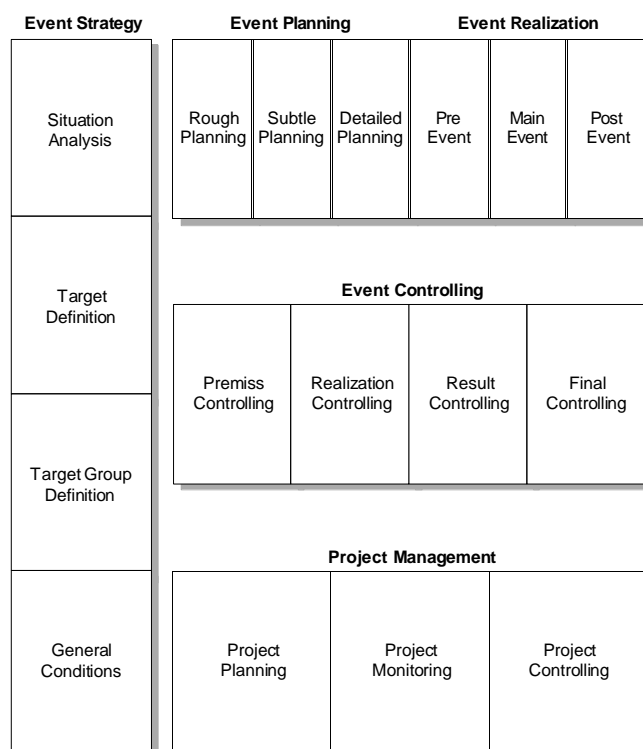 Event Strategy
Situation
Analysis
Target
Definition
Target Group
Definition
General
Conditions
Event Planning
Event Realization
Rough
Planning
Subtle
Planning
Detailed
Planning
Pre
Event
Main
Event
Post
Event
Event Controlling
Premiss
Controlling
Realization
Controlling
Result
Controlling
Final
Controlling
Project Management
Project
Planning
Project
Monitoring
Project
Controlling